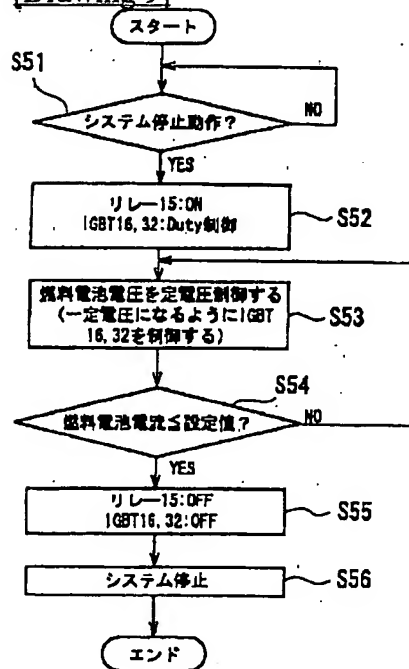 スタート
S51
システム停止動作?
NO
YES
リレー15:ON
IGBT16,32:Duty制御
S52
燃料電池電圧を定電圧制御する
(一定電圧になるようにIGBT
16,32を制御する)
S53
S54
燃料電池電流≦設定値?
NO
YES
リレー15:OFF
IGBT16,32:OFF
S55
システム停止
S56
エンド